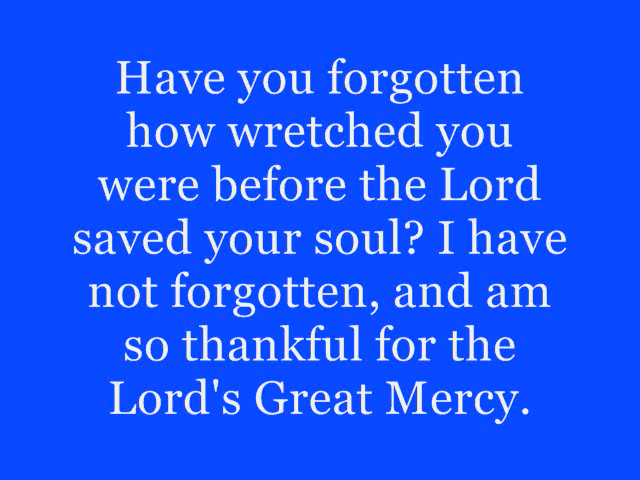 Have you forgotten
how wretched you
were before the Lord
saved your soul? I have
not forgotten, and am
so thankful for the
Lord's Great Mercy.